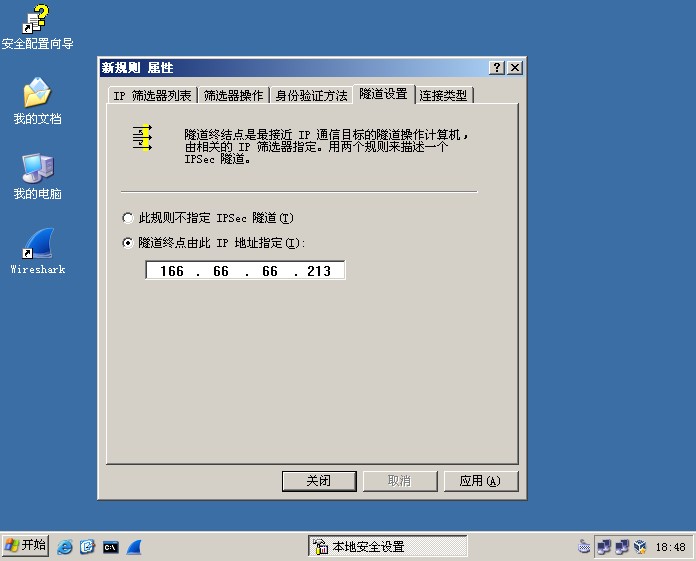 安全配置向导
我的文档
我的电脑
Wireshark
新规则 属性
IP 筛选器列表
筛选器操作
身份验证方法
隧道设置
连接类型
隧道终结点是最接近 IP 通信目标的隧道操作计算机，
由相关的 IP 筛选器指定。用两个规则来描述一个
IPSec 隧道。
此规则不指定 IPSec 隧道(T)
隧道终点由此 IP 地址指定(I):
166 . 66 . 66 . 213
关闭
取消
应用(A)
开始
本地安全设置
18:48